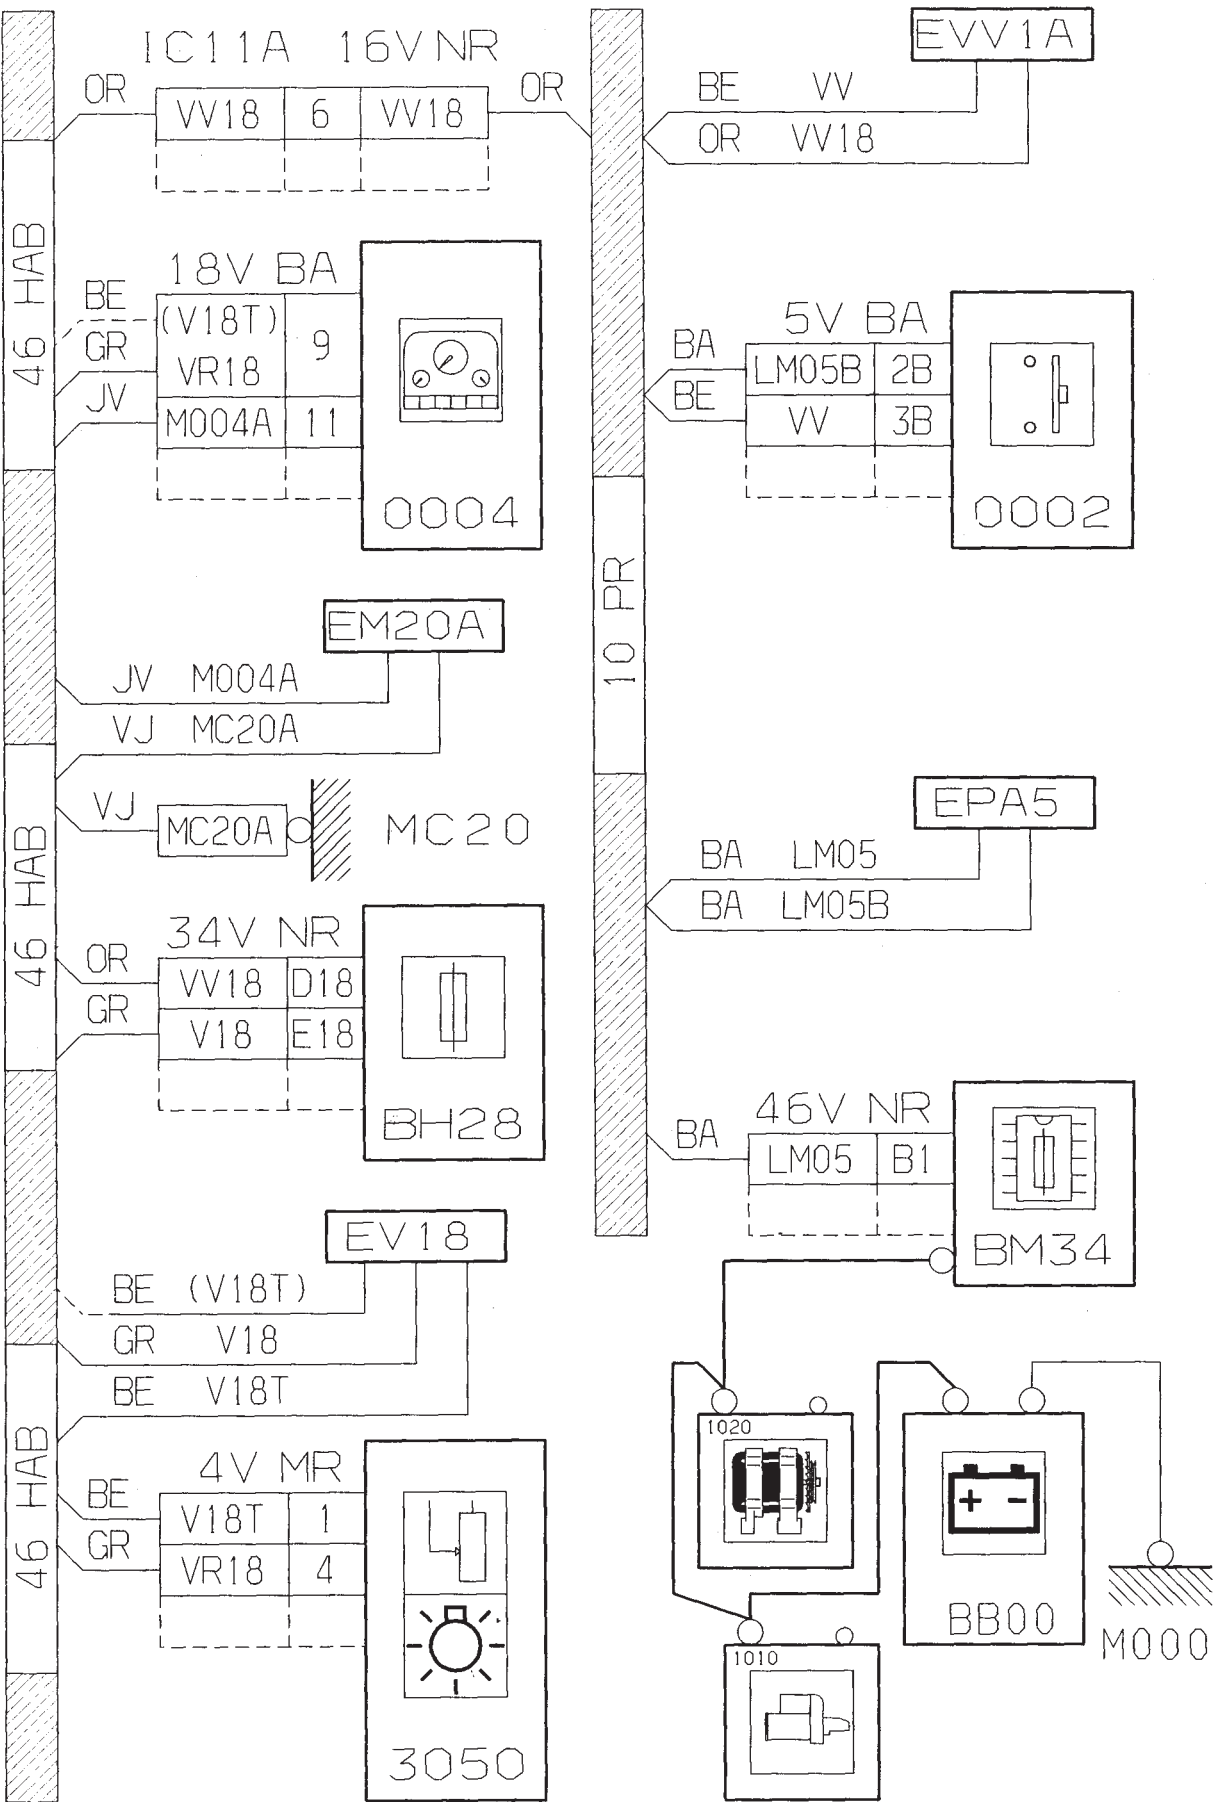 IC11A 16VNR
OR VV18 6 VV18 OR
46 HAB
18V BA
BE (V18T)
GR VR18 9
JV M004A 11
0004
EM20A
JV M004A
VJ MC20A
VJ MC20A MC20
46 HAB
34V NR
OR VV18 D18
GR V18 E18
BH28
EV18
BE (V18T)
GR V18
BE V18T
46 HAB
4V MR
BE V18T 1
GR VR18 4
3050
EVV1A
BE VV
OR VV18
5V BA
BA LM05B 2B
BE VV 3B
0002
10 PR
EPA5
BA LM05
BA LM05B
46V NR
BA LM05 B1
BM34
1020
+ -
BB00
M000
1010